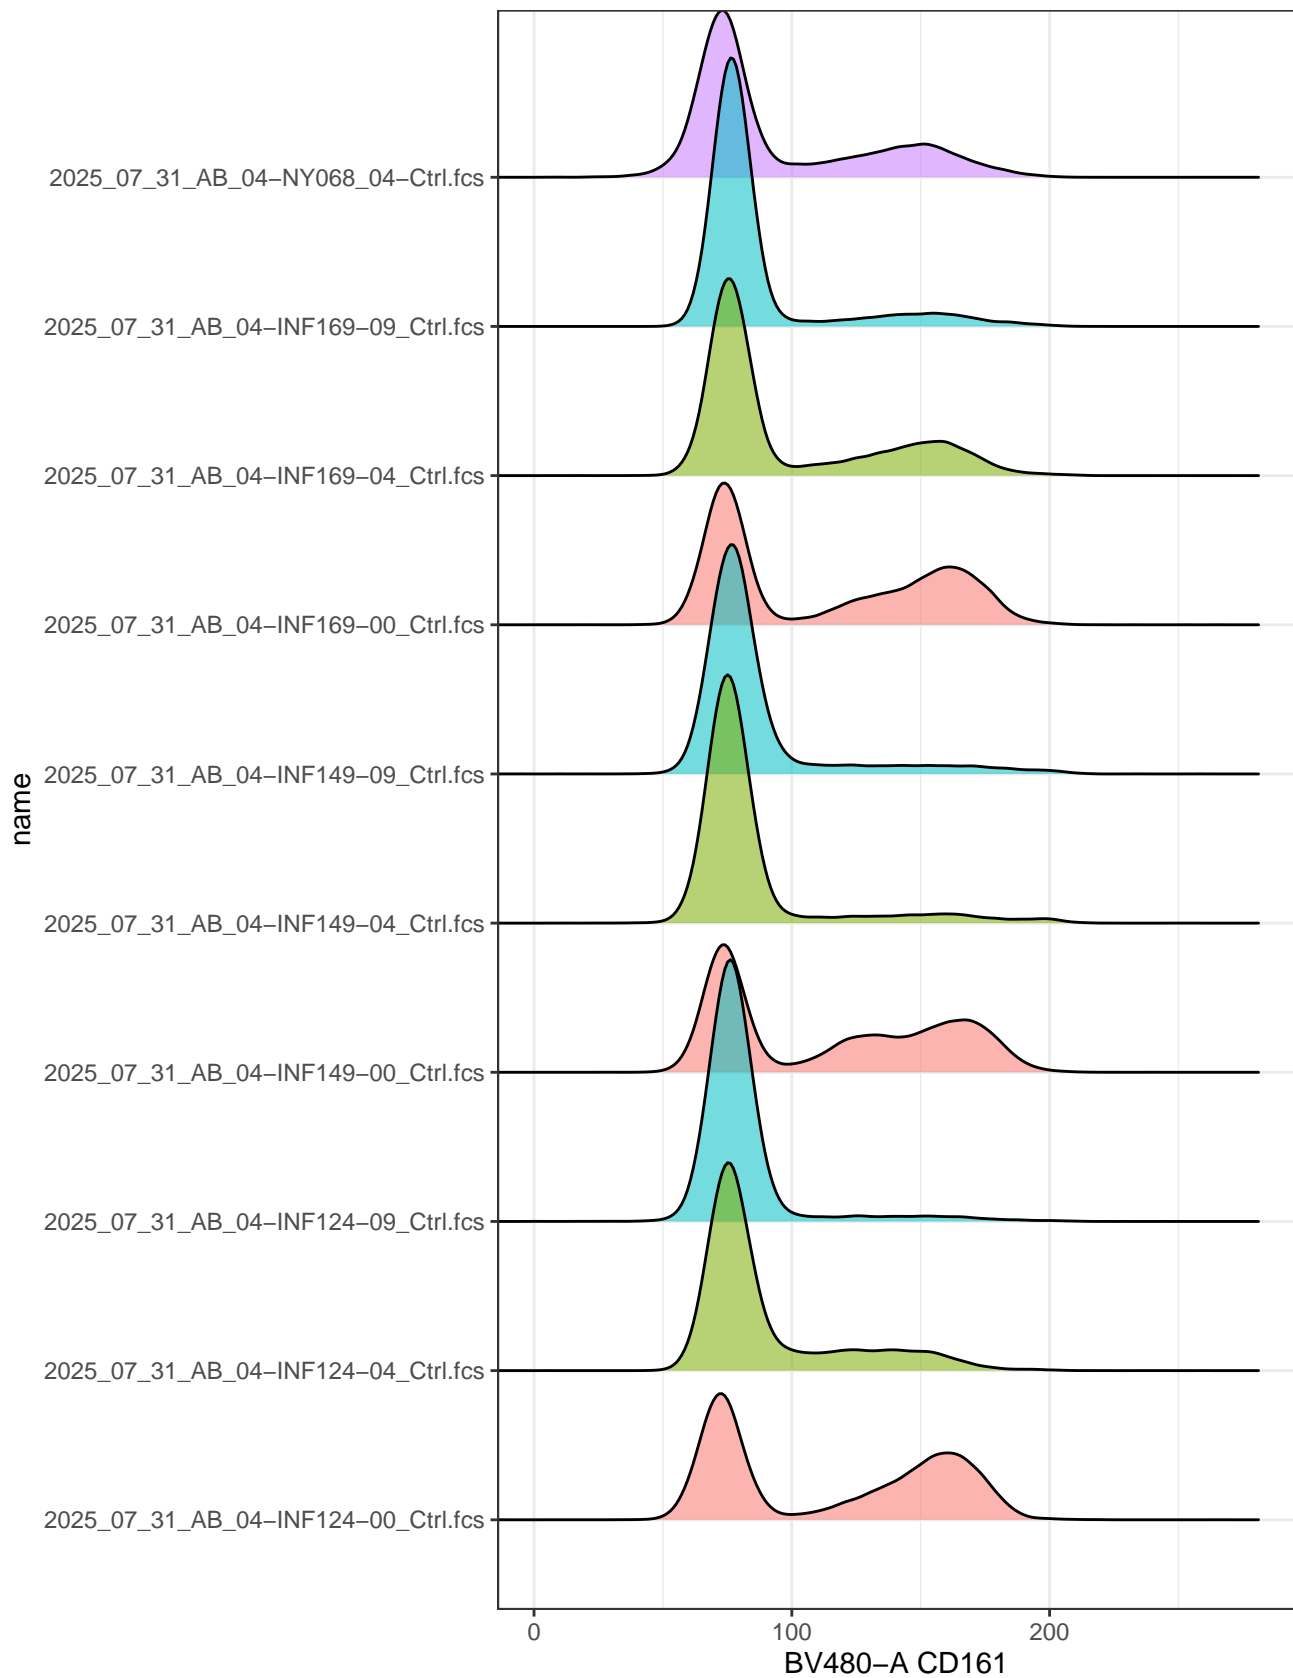 2025_07_31_AB_04−NY068_04−Ctrl.fcs
2025_07_31_AB_04−INF169−09_Ctrl.fcs
2025_07_31_AB_04−INF169−04_Ctrl.fcs
2025_07_31_AB_04−INF169−00_Ctrl.fcs
2025_07_31_AB_04−INF149−09_Ctrl.fcs
name
2025_07_31_AB_04−INF149−04_Ctrl.fcs
2025_07_31_AB_04−INF149−00_Ctrl.fcs
2025_07_31_AB_04−INF124−09_Ctrl.fcs
2025_07_31_AB_04−INF124−04_Ctrl.fcs
2025_07_31_AB_04−INF124−00_Ctrl.fcs
0 100 200
BV480−A CD161